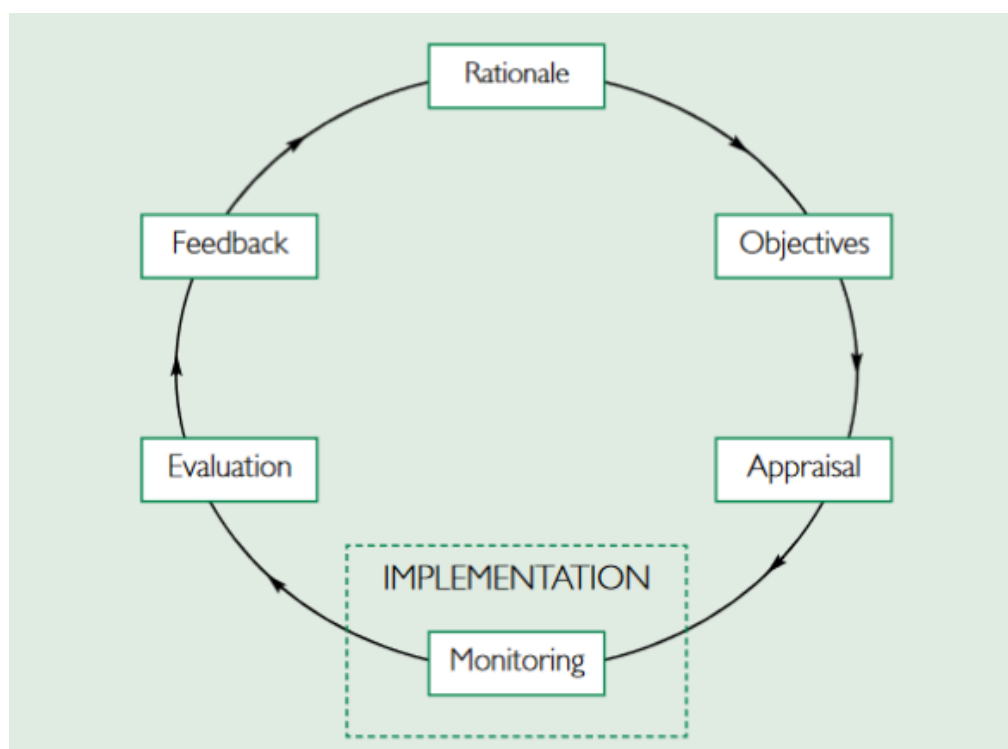 Rationale
Feedback
Objectives
Evaluation
Appraisal
IMPLEMENTATION
Monitoring